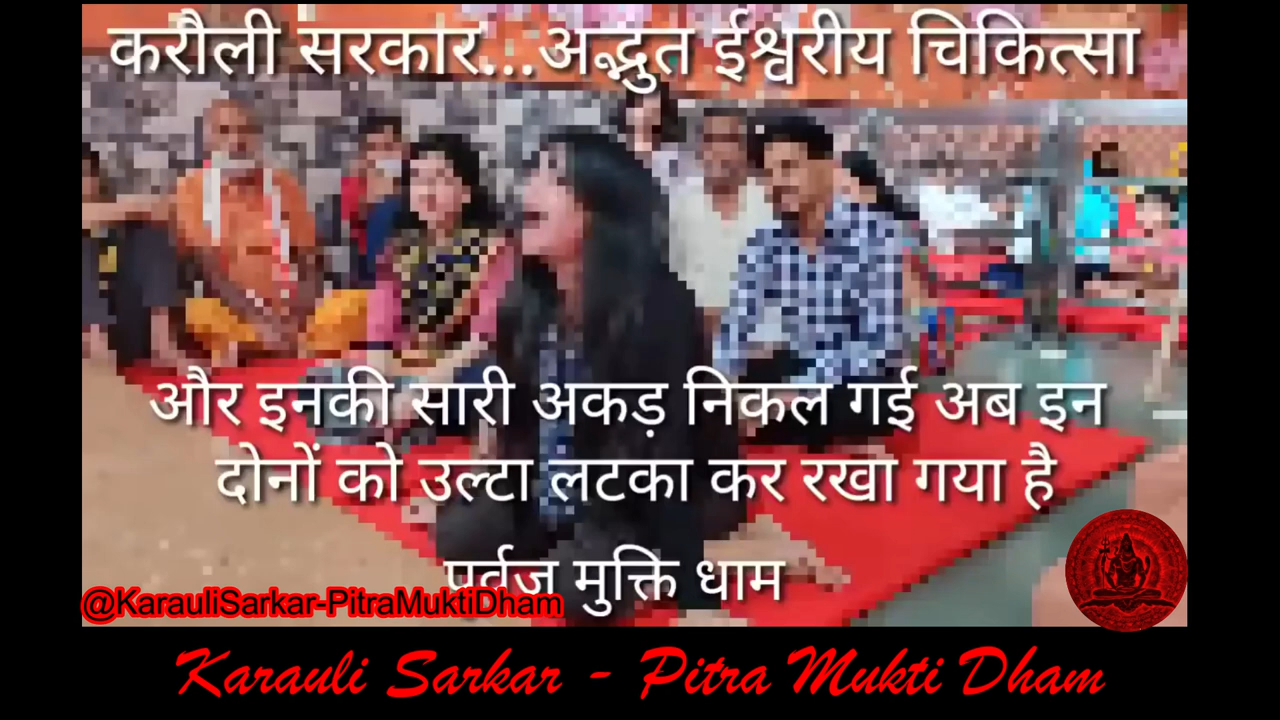 करौली सरकार...अद्भुत ईश्वरीय चिकित्सा
और इनकी सारी अकड़ निकल गई अब इन
दोनों को उल्टा लटका कर रखा गया है
पूर्वज मुक्ति धाम
@KarauliSarkar-PitraMuktiDham
Karauli Sarkar - Pitra Mukti Dham